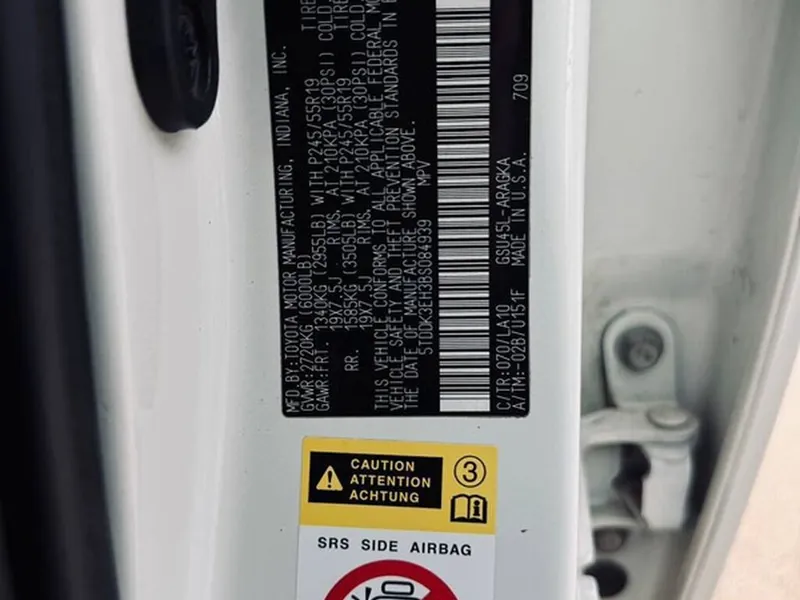 MFD.BY:TOYOTA MOTOR MANUFACTURING, INDIANA, INC.
GVWR:2720KG (6000LB)
GAWR:FRT. 1340KG (2955LB) WITH P245/55R19 TIRE
19X7.5J RIMS, AT 210KPA (30PSI) COLD.
RR. 1585KG (3505LB) WITH P245/55R19 TIRE
19X7.5J RIMS, AT 210KPA (30PSI) COLD.
THIS VEHICLE CONFORMS TO ALL APPLICABLE FEDERAL
VEHICLE SAFETY AND THEFT PREVENTION STANDARDS IN
THE DATE OF MANUFACTURE SHOWN ABOVE.
5TDDK3EH3BS084939 MPV
C/TR:070/LA10 GSU45L-ARAGKA 709
A/TM:-02B/U151F MADE IN U.S.A.
CAUTION
ATTENTION
ACHTUNG
3
SRS SIDE AIRBAG